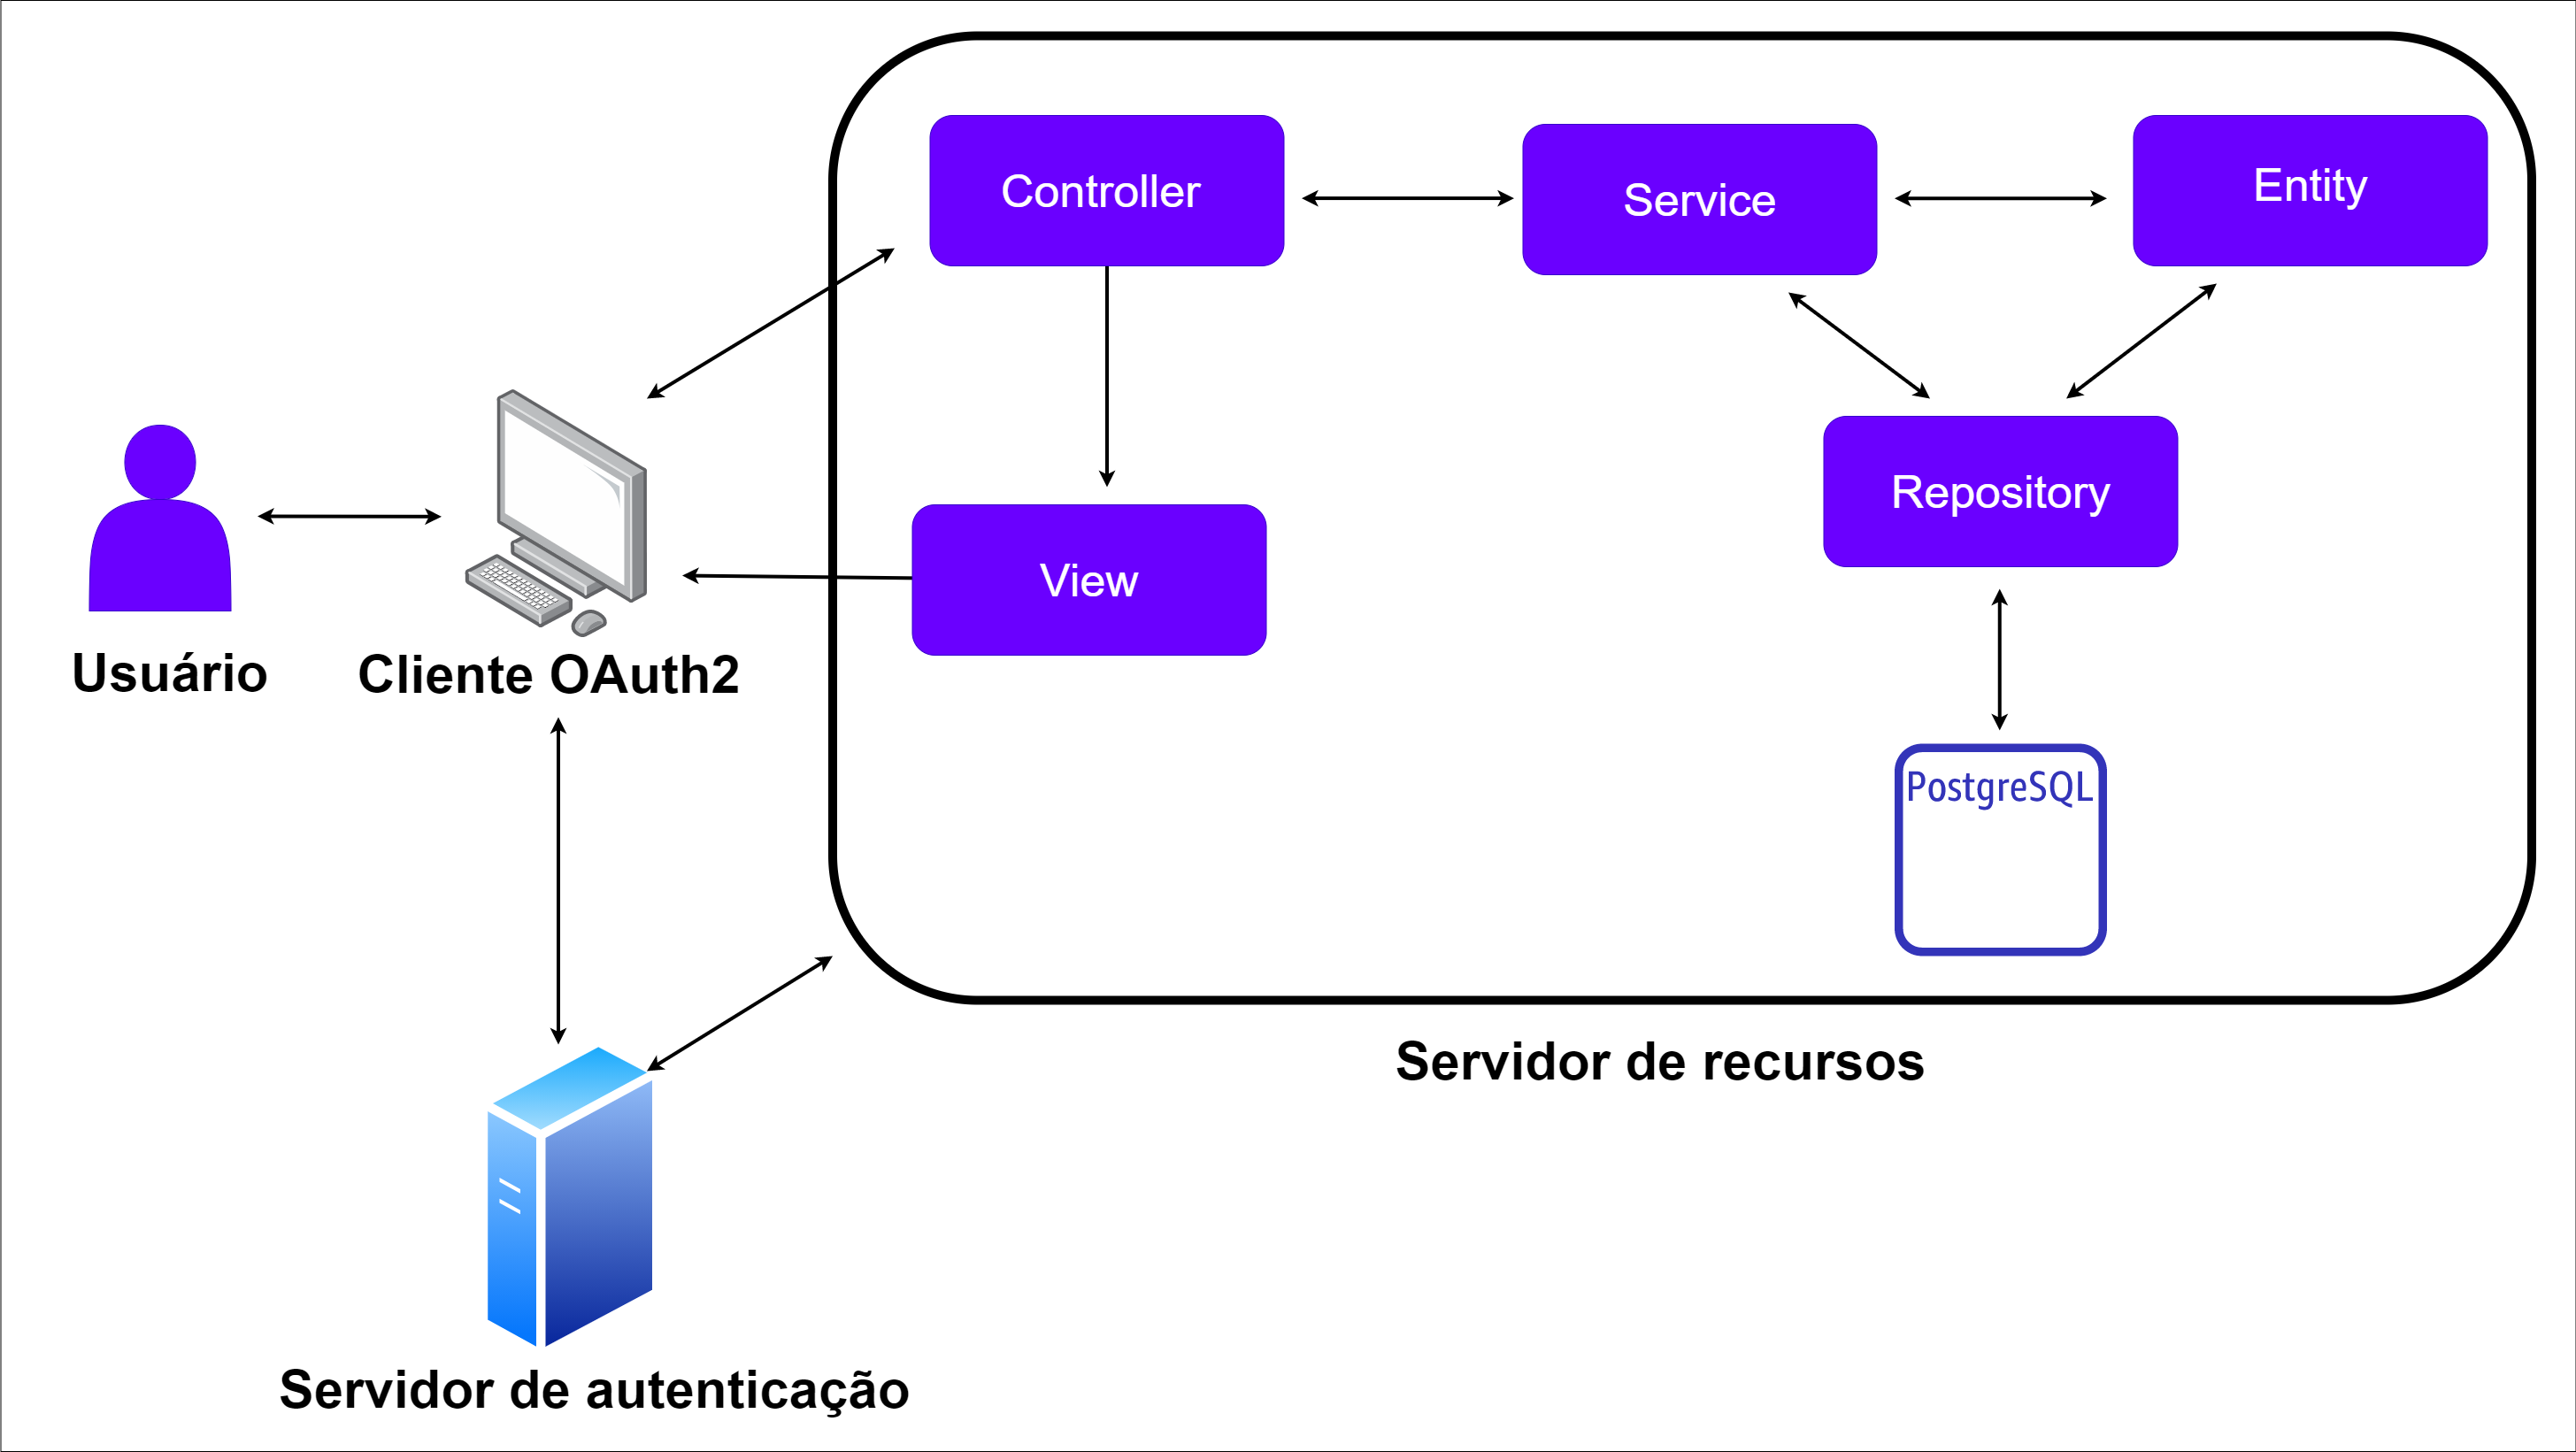 Controller
Service
Entity
Repository
View
Usuário
Cliente OAuth2
PostgreSQL
Servidor de recursos
Servidor de autenticação